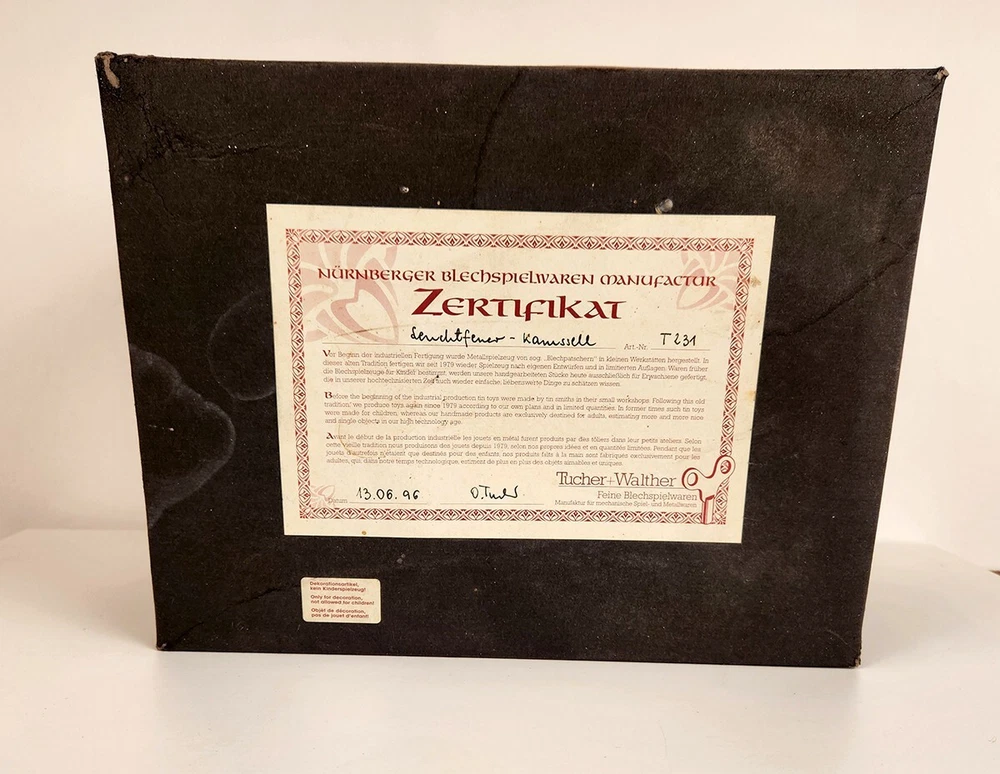 NÜRNBERGER BLECHSPIELWAREN MANUFACTUR
ZERTIFIKAT
Leuchtfeuer - Karussell Art.-Nr. T 231
Vor Beginn der industriellen Fertigung wurde Metallspielzeug von sog. „Blechpatschern" in kleinen Werkstätten hergestellt. In
dieser alten Tradition fertigen wir seit 1979 wieder Spielzeug nach eigenen Entwürfen und in limitierten Auflagen. Waren früher
die Blechspielzeuge für Kinder bestimmt, werden unsere handgearbeiteten Stücke heute ausschließlich für Erwachsene gefertigt,
die in unserer hochtechnisierten Zeit auch wieder einfache, liebenswerte Dinge zu schätzen wissen.
Before the beginning of the industrial production tin toys were made by tin smiths in their small workshops. Following this old
tradition, we produce toys again since 1979 according to our own plans and in limited quantities. In former times such tin toys
were made for children, whereas our handmade products are exclusively destined for adults, estimating more and more nice
and single objects in our high technology age.
Avant le début de la production industrielle les jouets en métal furent produits par des tôliers dans leur petits ateliers. Selon
cette vieille tradition nous produisons des jouets depuis 1979, selon nos propres idées et en quantités limitées. Pendant que les
jouets d'autrefois n'étaient que destinés pour des enfants, nos produits faits à la main sont fabriqués exclusivement pour les
adultes, qui, dans notre temps technologique, estiment de plus en plus des objets aimables et uniques.
Tucher+Walther
Feine Blechspielwaren
Manufaktur für mechanische Spiel- und Metallwaren
Datum 13.06.96
Dekorationsartikel,
kein Kinderspielzeug!
Only for decoration,
not allowed for children!
Objet de décoration,
pas de jouet d'enfant!